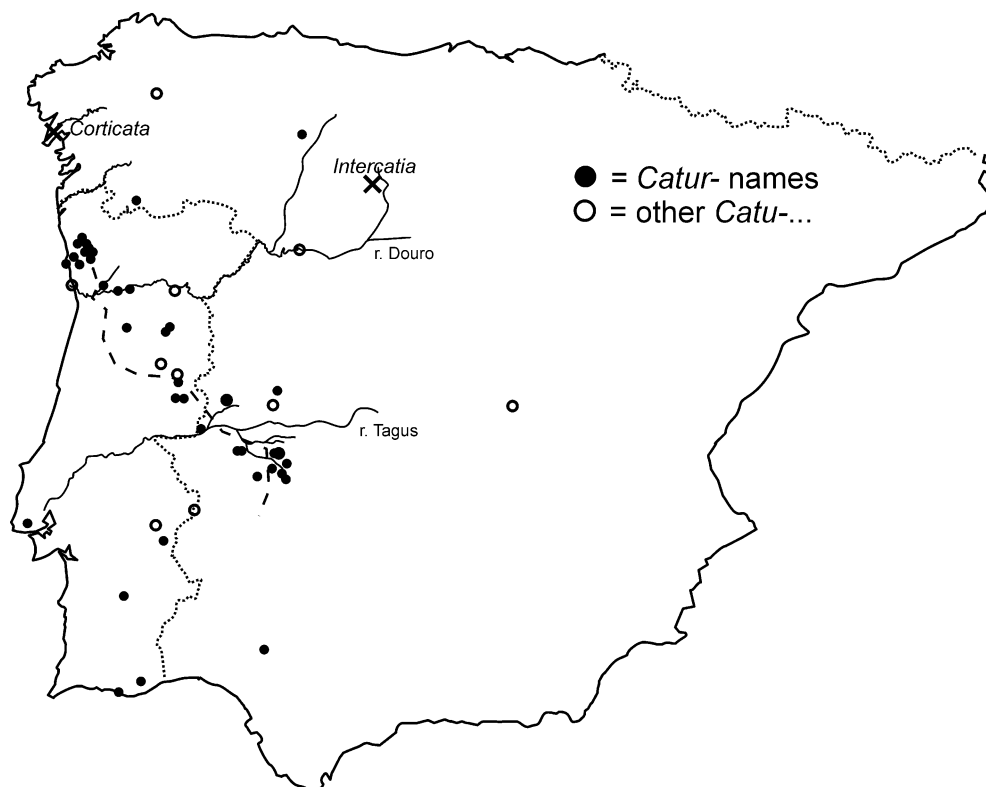 Corticata
Intercatia
= Catur- names
= other Catu-...
r. Douro
r. Tagus